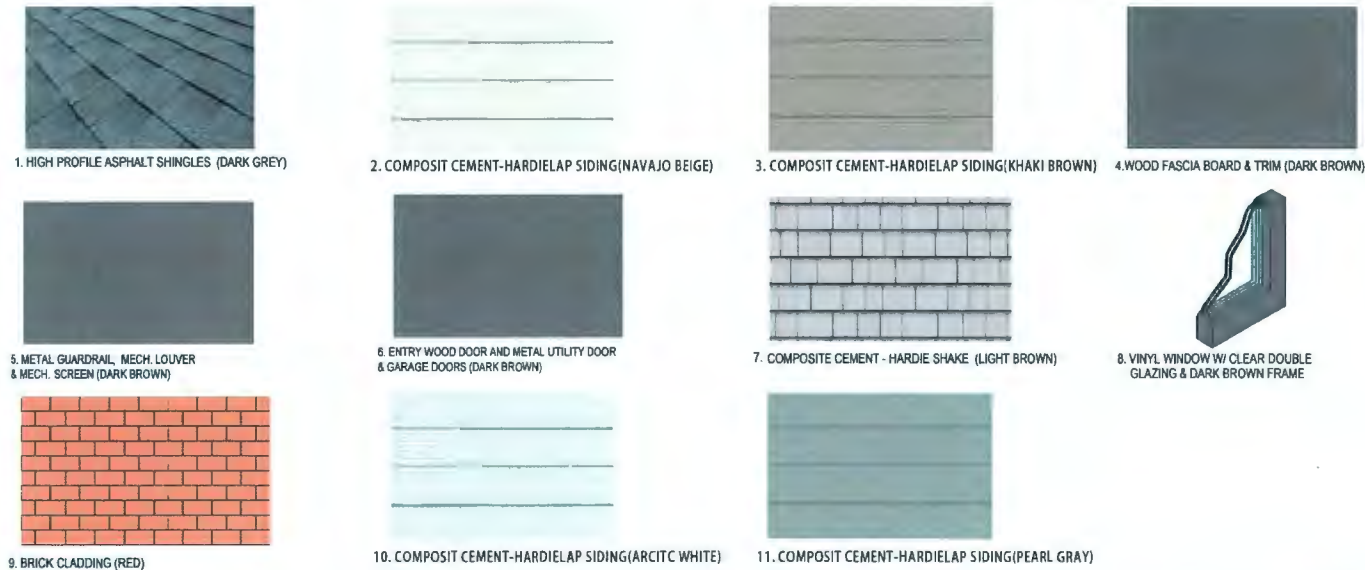 1. HIGH PROFILE ASPHALT SHINGLES (DARK GREY)
2. COMPOSIT CEMENT-HARDIELAP SIDING(NAVAJO BEIGE)
3. COMPOSIT CEMENT-HARDIELAP SIDING(KHAKI BROWN)
4.WOOD FASCIA BOARD & TRIM (DARK BROWN)
5. METAL GUARDRAIL, MECH. LOUVER
& MECH. SCREEN (DARK BROWN)
6. ENTRY WOOD DOOR AND METAL UTILITY DOOR
& GARAGE DOORS (DARK BROWN)
7. COMPOSITE CEMENT - HARDIE SHAKE (LIGHT BROWN)
8. VINYL WINDOW W/ CLEAR DOUBLE
GLAZING & DARK BROWN FRAME
9. BRICK CLADDING (RED)
10. COMPOSIT CEMENT-HARDIELAP SIDING(ARCITC WHITE)
11. COMPOSIT CEMENT-HARDIELAP SIDING(PEARL GRAY)